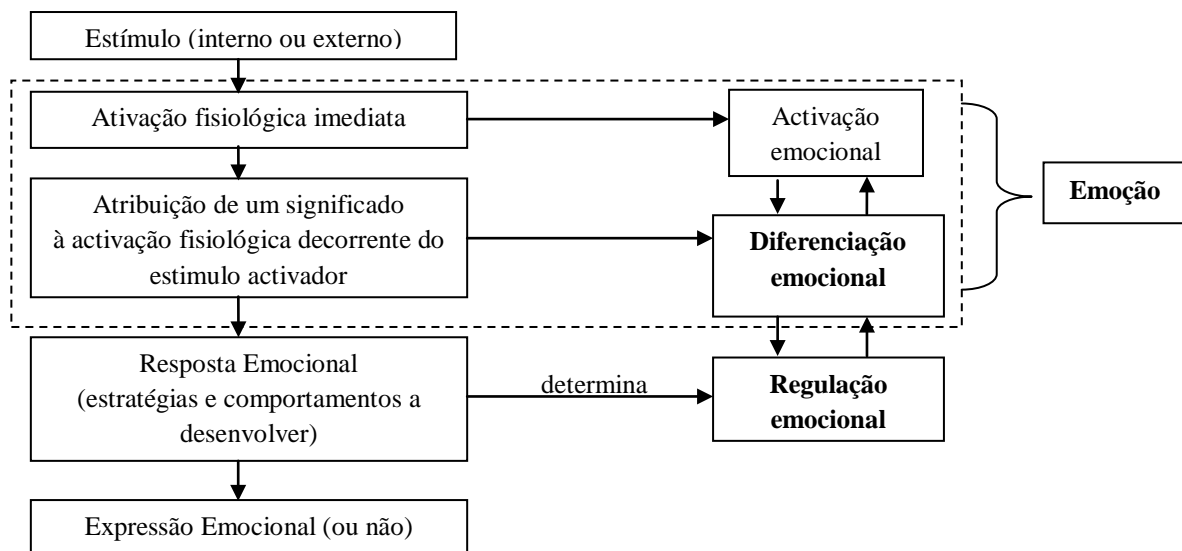 Estímulo (interno ou externo)
Ativação fisiológica imediata
Activação
emocional
Emoção
Atribuição de um significado
à activação fisiológica decorrente do
estimulo activador
Diferenciação
emocional
Resposta Emocional
(estratégias e comportamentos a
desenvolver)
determina
Regulação
emocional
Expressão Emocional (ou não)